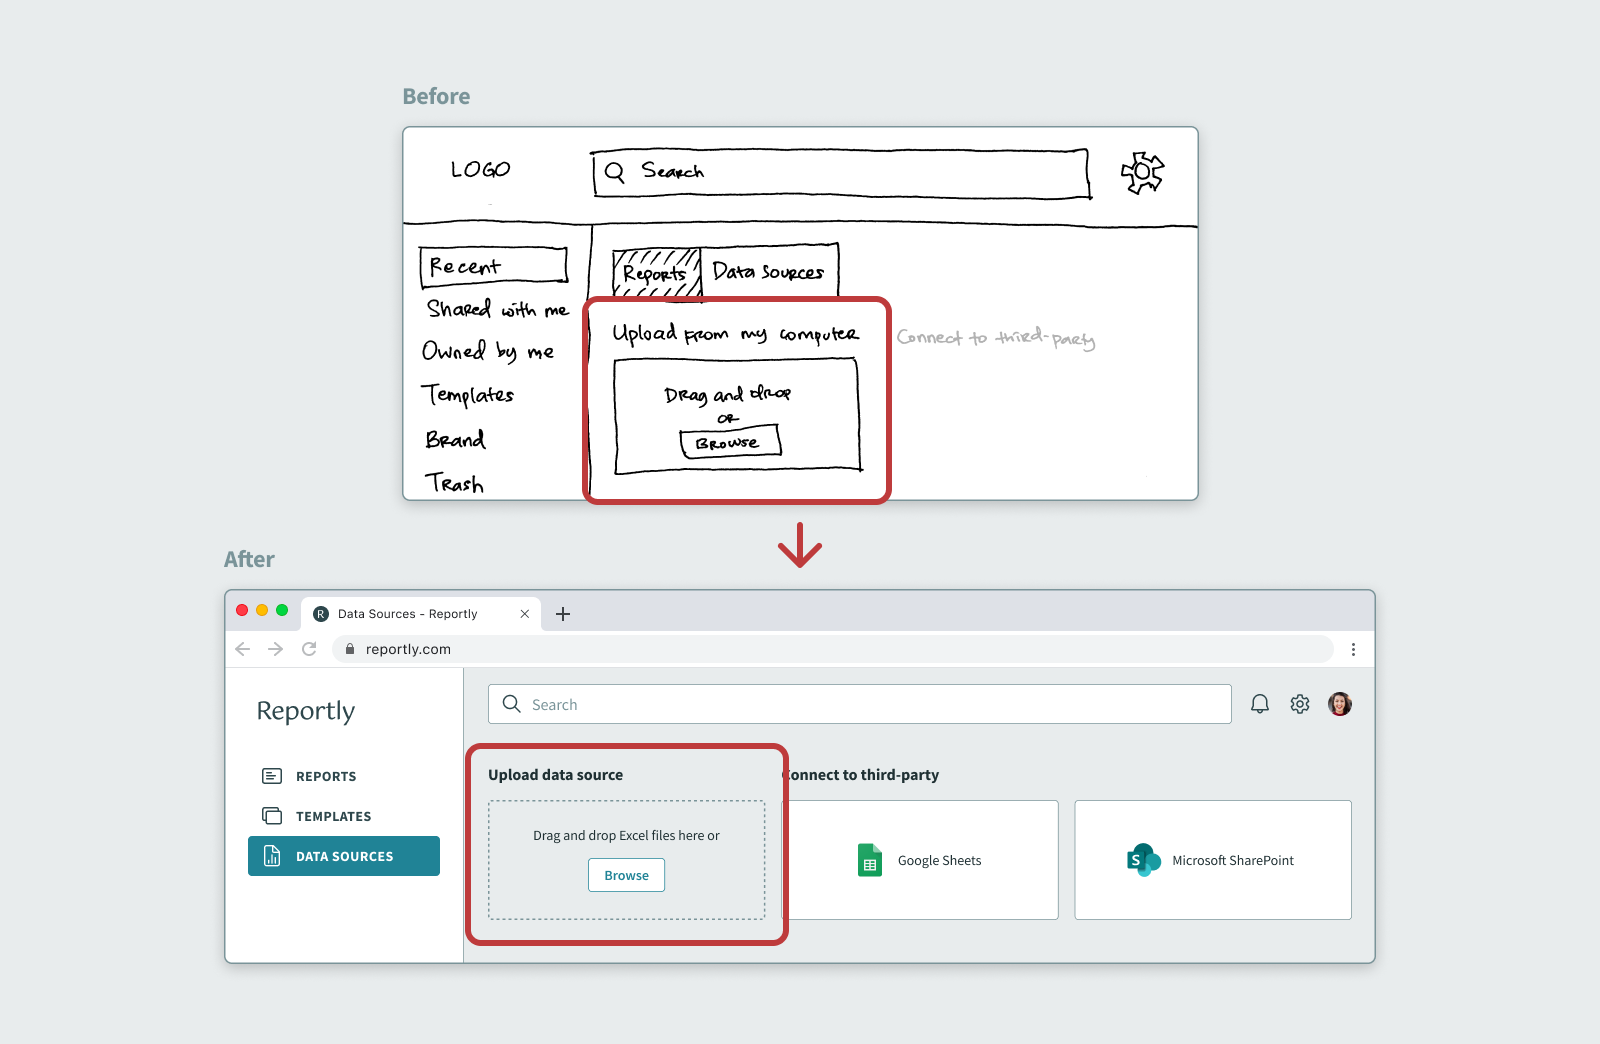 Before
LOGO
Search
Recent
Shared with me
Owned by me
Templates
Brand
Trash
Reports
Data Sources
Upload from my computer
Connect to third-party
Drag and drop
OR
Browse
After
R Data Sources - Reportly
reportly.com
Reportly
Search
REPORTS
TEMPLATES
DATA SOURCES
Upload data source
Connect to third-party
Drag and drop Excel files here or
Browse
Google Sheets
S Microsoft SharePoint